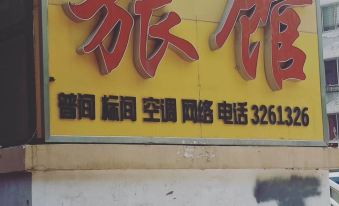 旅馆
普间 标间 空调 网络 电话 3261326